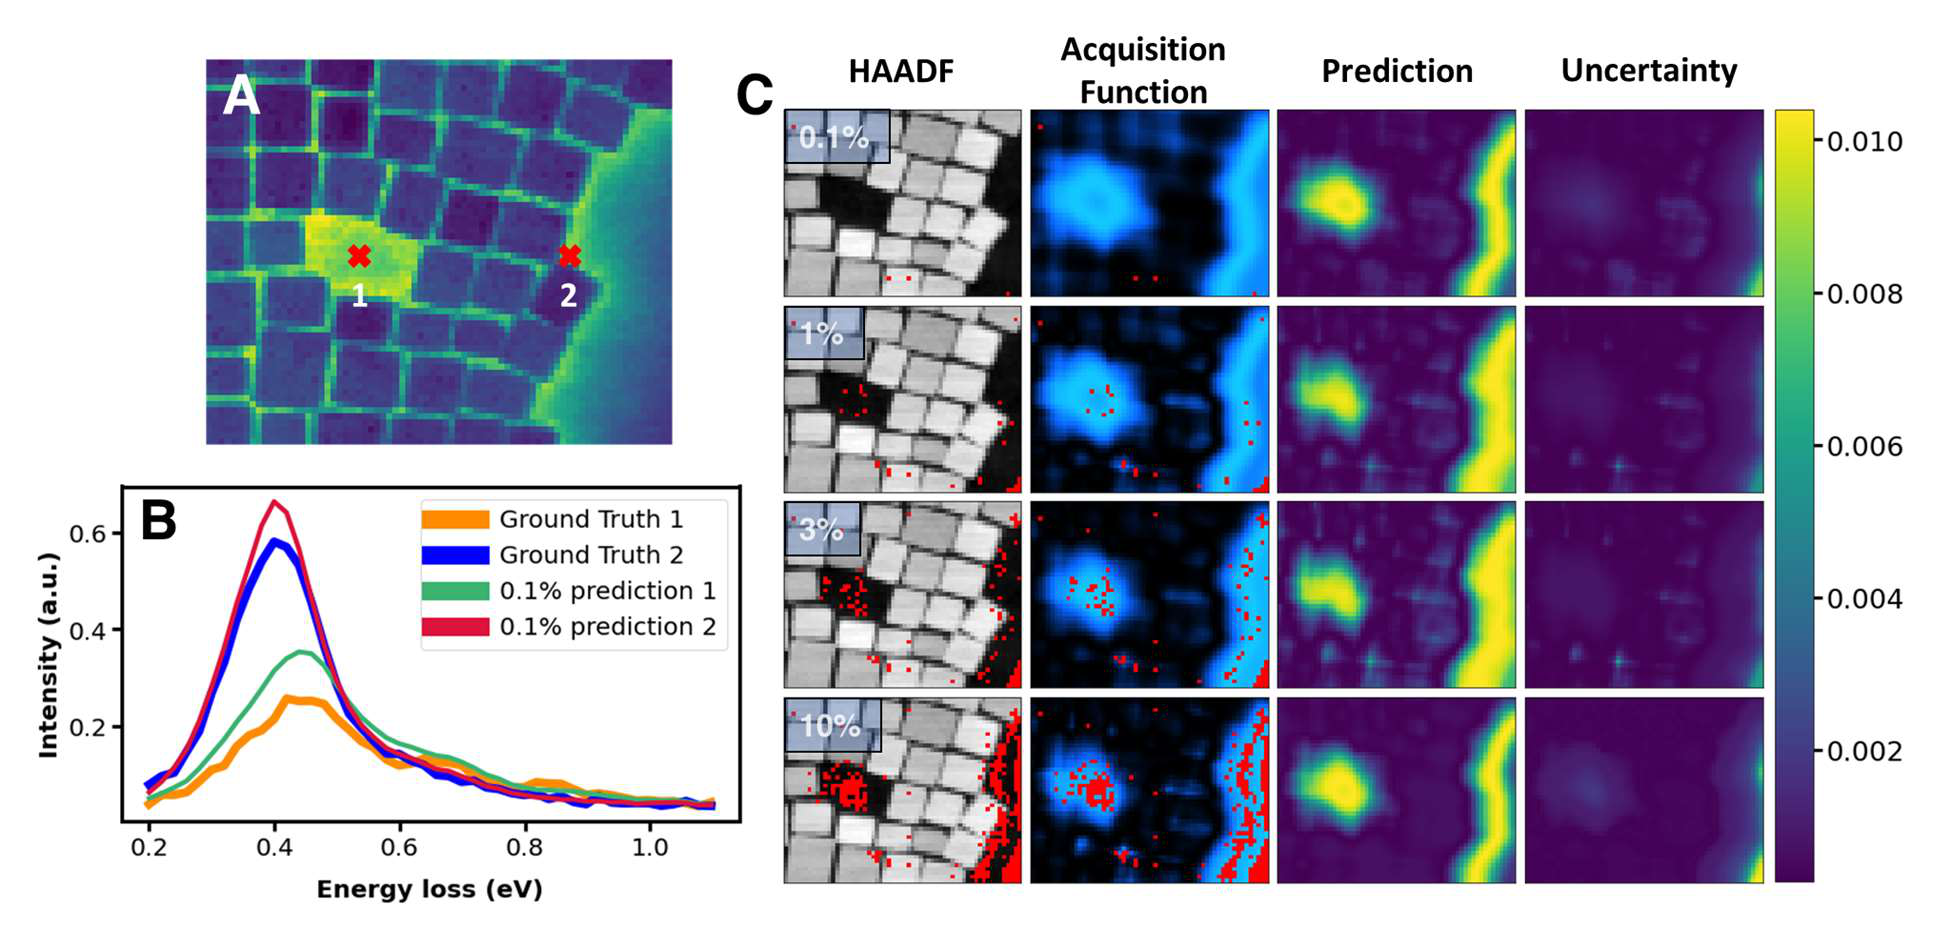 A
1
2
B
Ground Truth 1
Ground Truth 2
0.1% prediction 1
0.1% prediction 2
0.6
0.4
0.2
Intensity (a.u.)
0.2 0.4 0.6 0.8 1.0
Energy loss (eV)
C
HAADF
Acquisition
Function
Prediction
Uncertainty
0.1%
1%
3%
10%
0.010
0.008
0.006
0.004
0.002